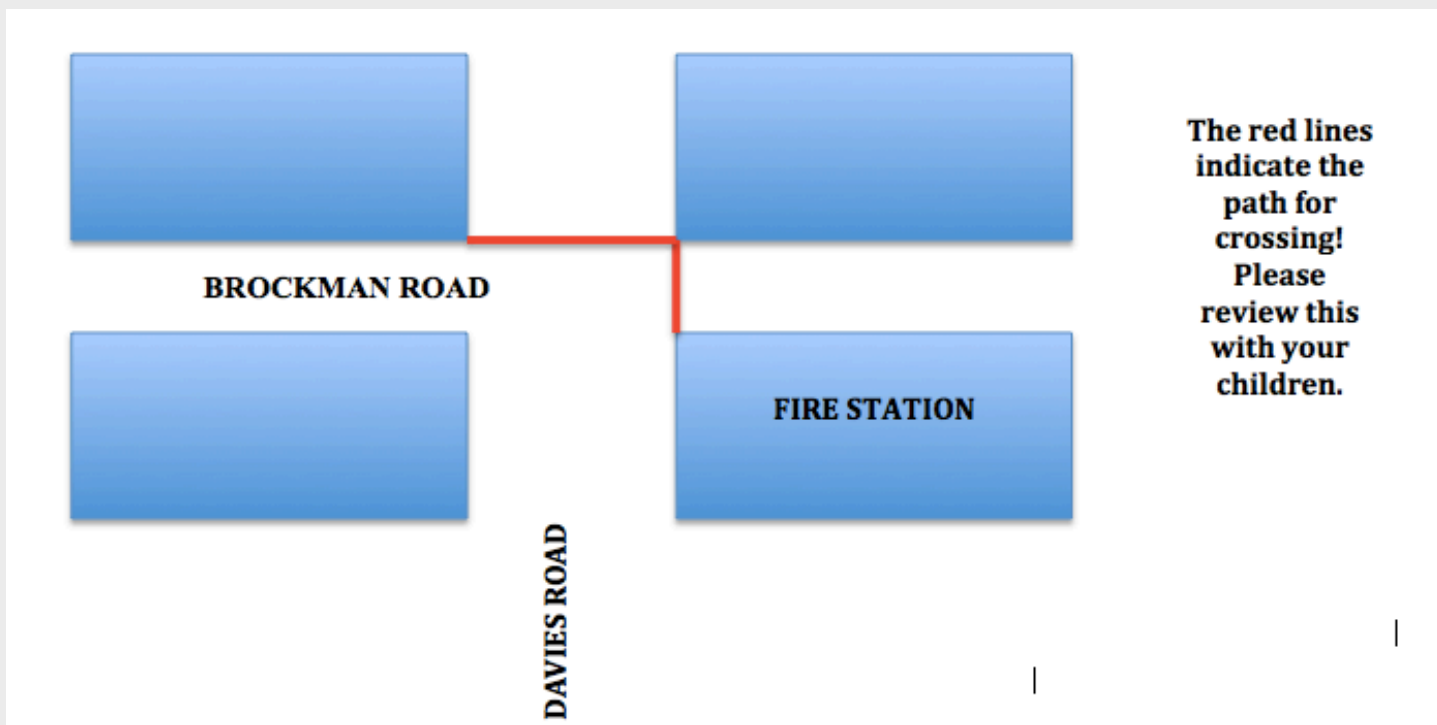 The red lines
indicate the
path for
crossing!
Please
review this
with your
children.
BROCKMAN ROAD
FIRE STATION
DAVIES ROAD